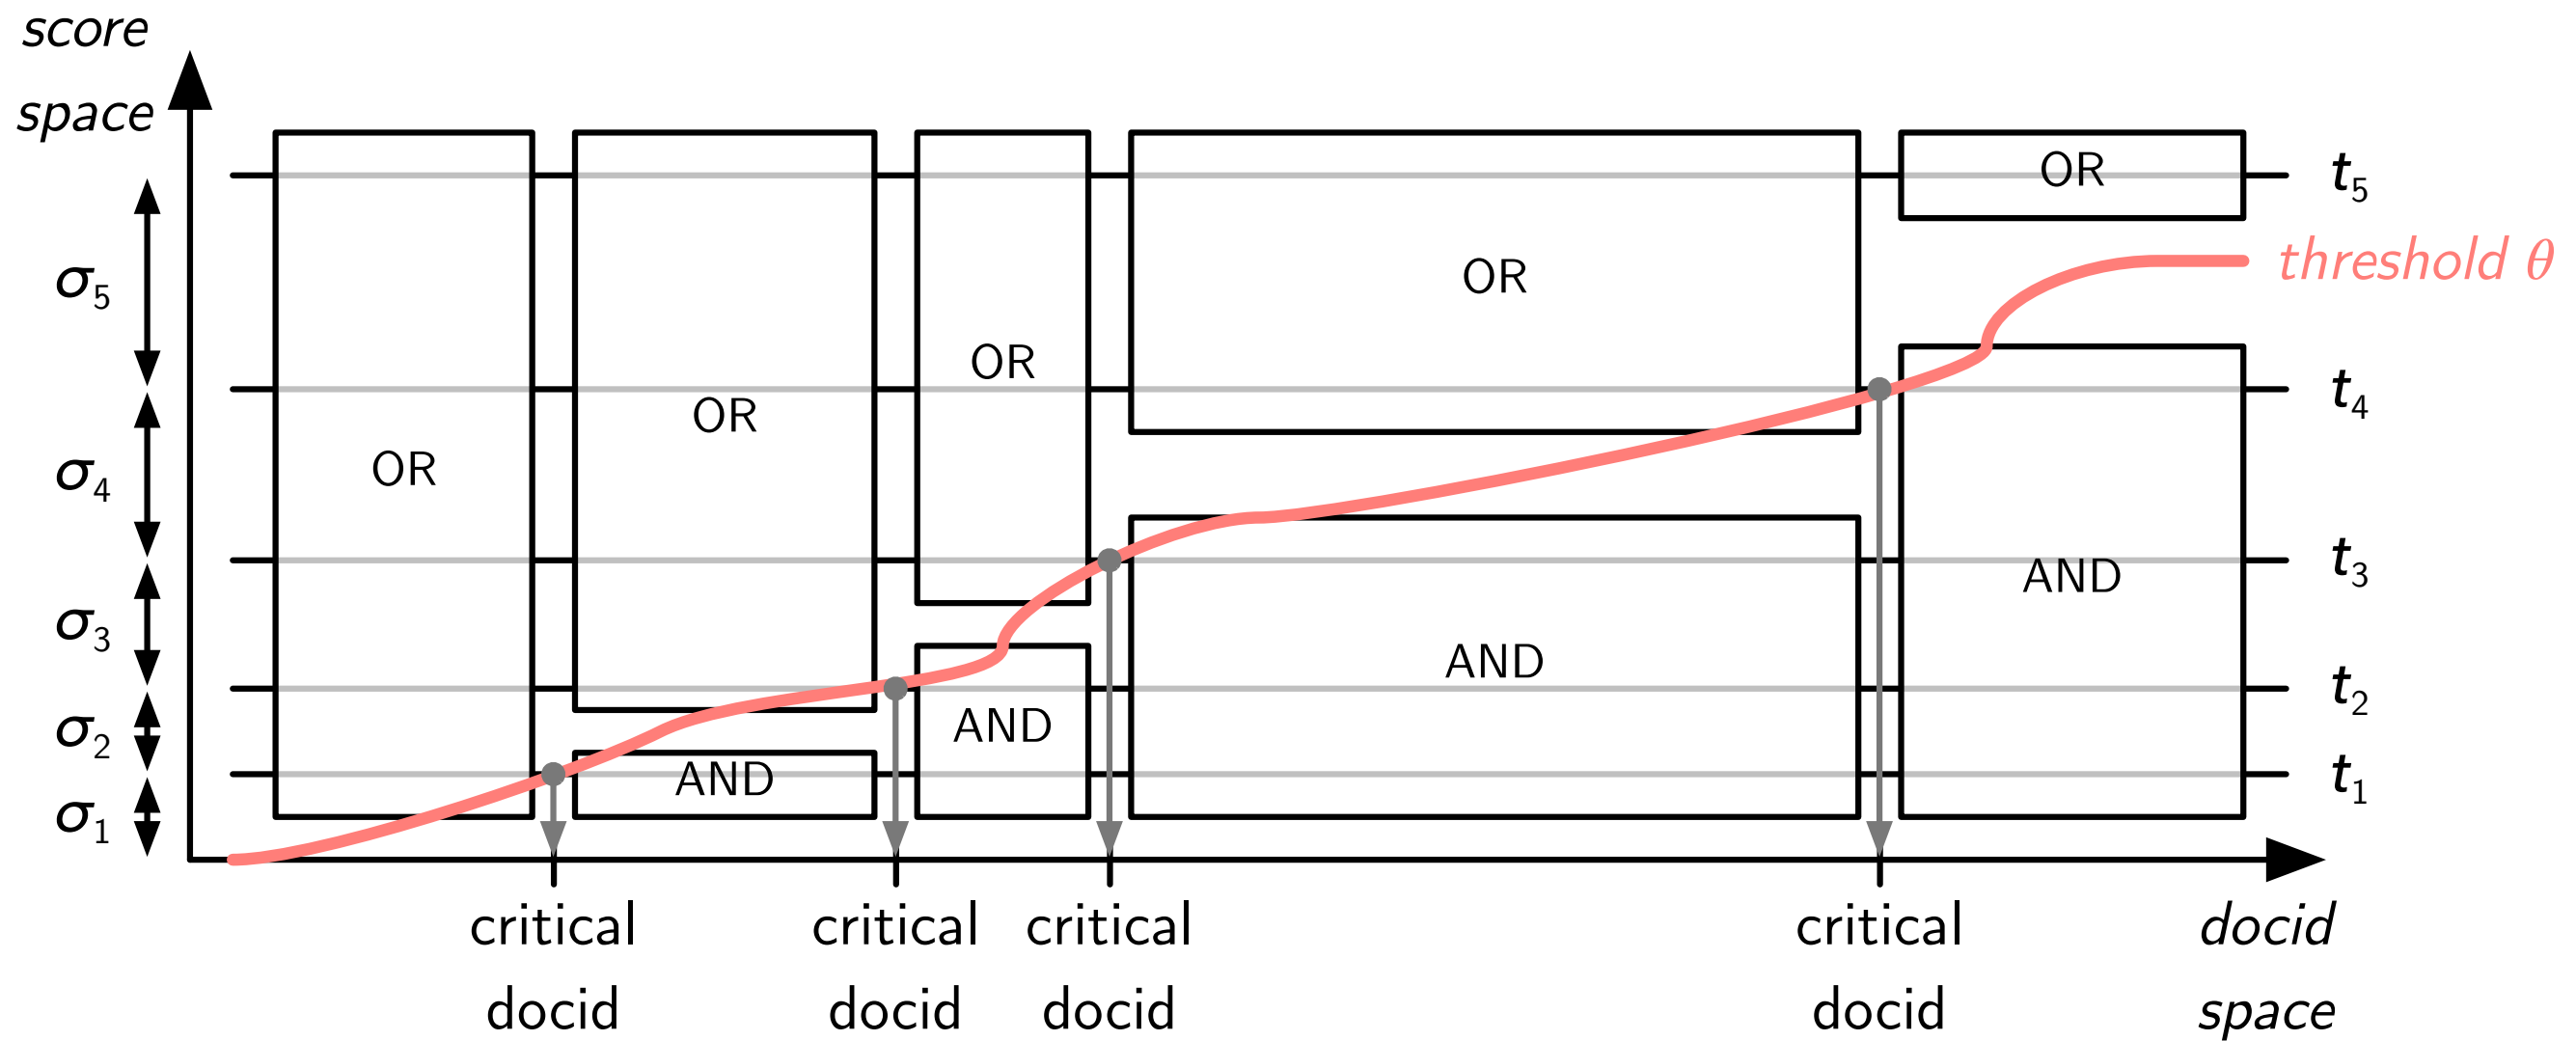 score
space
OR
t5
threshold θ
σ5
OR
OR
t4
OR
OR
σ4
t3
AND
σ3
AND
t2
σ2
AND
AND
t1
σ1
critical
docid
critical
docid
critical
docid
critical
docid
docid
space